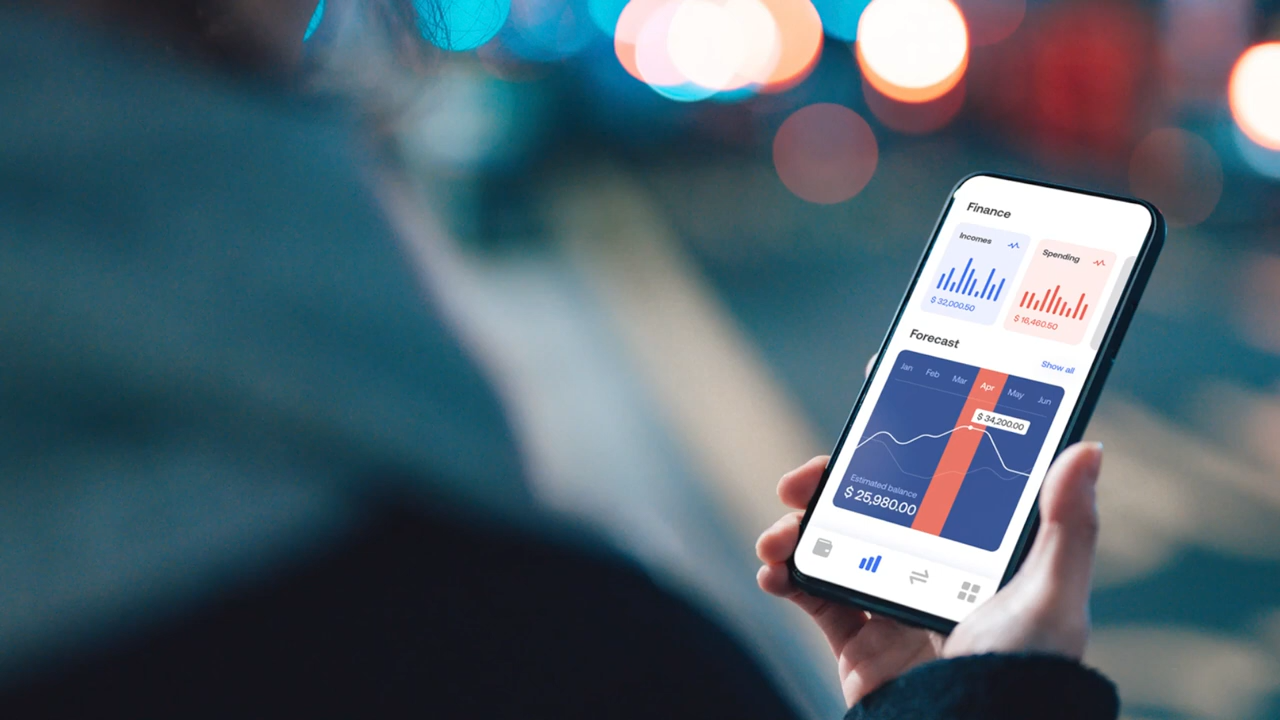 Finance
Incomes
$ 32,000.50
Spending
$ 16,460.50
Forecast
Show all
Jan Feb Mar Apr May Jun
$ 34,200.00
Estimated balance
$ 25,980.00